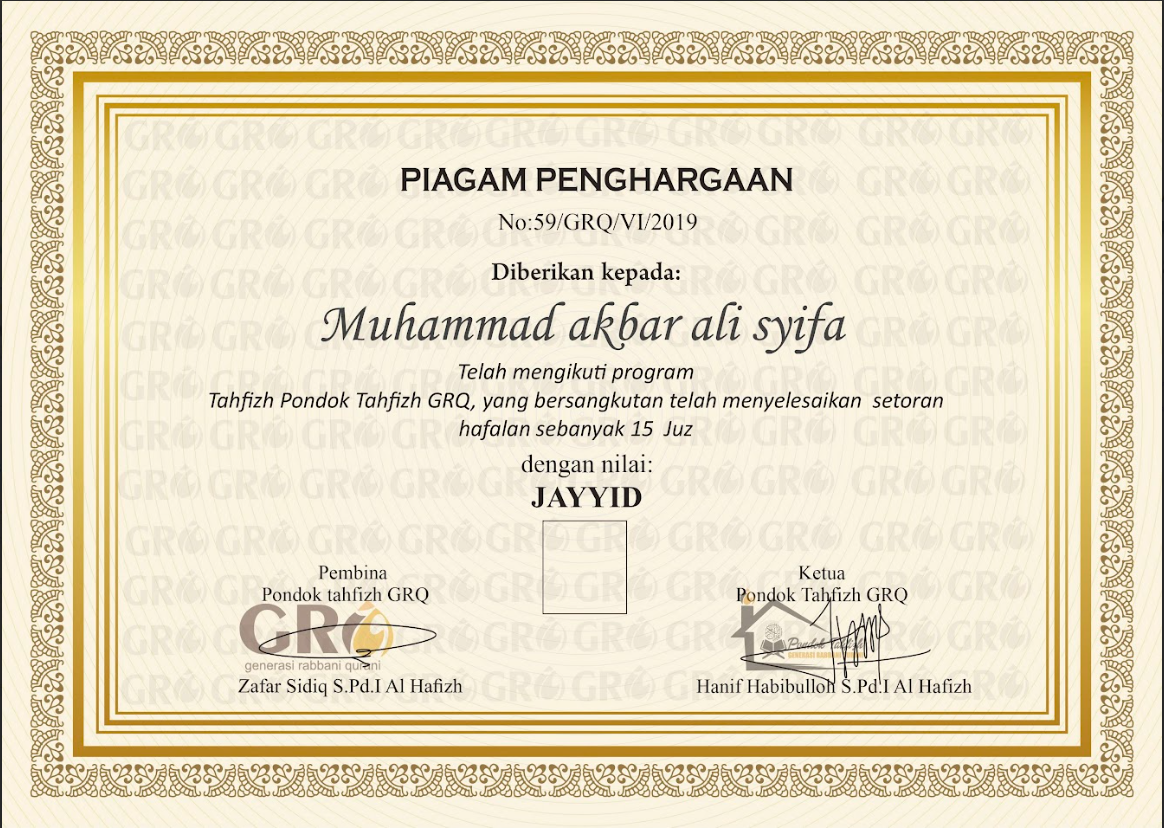 PIAGAM PENGHARGAAN
No:59/GRQ/VI/2019
Diberikan kepada:
Muhammad akbar ali syifa
Telah mengikuti program
Tahfizh Pondok Tahfizh GRQ, yang bersangkutan telah menyelesaikan setoran
hafalan sebanyak 15 Juz
dengan nilai:
JAYYID
Pembina
Pondok tahfizh GRQ
GRQ
generasi rabbani qurani
Zafar Sidiq S.Pd.I Al Hafizh
Ketua
Pondok Tahfizh GRQ
Pondok Tahfizh
GENERASI RABBANI
Hanif Habibulloh S.Pd.I Al Hafizh